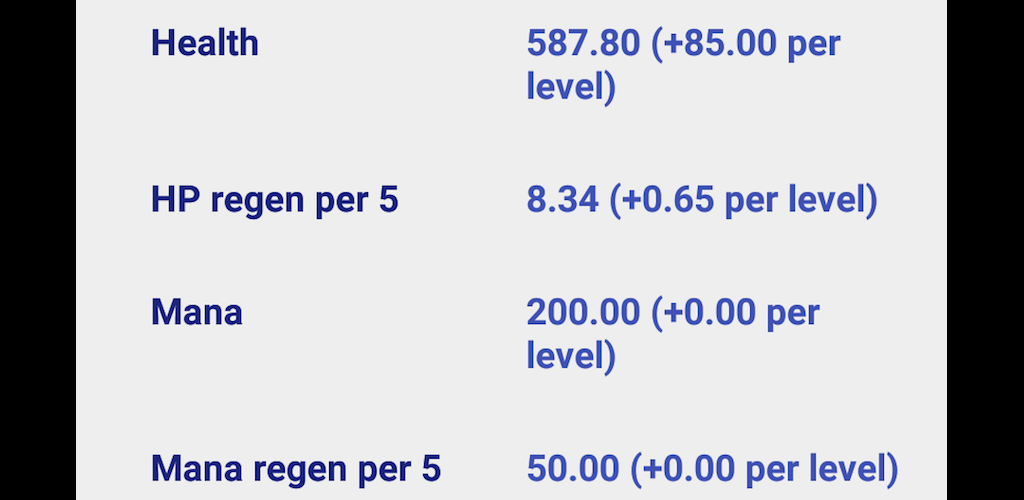 Health 587.80 (+85.00 per
level)
HP regen per 5 8.34 (+0.65 per level)
Mana 200.00 (+0.00 per
level)
Mana regen per 5 50.00 (+0.00 per level)